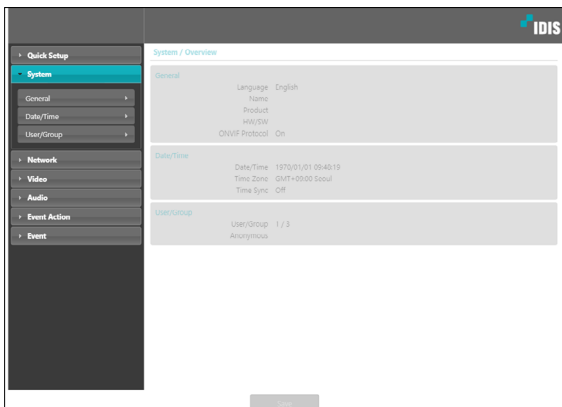 IDIS
Quick Setup
System
General
Date/Time
User/Group
Network
Video
Audio
Event Action
Event
System / Overview
General
Language English
Name
Product
HW/SW
ONVIF Protocol On
Date/Time
Date/Time 1970/01/01 09:40:19
Time Zone GMT+09:00 Seoul
Time Sync Off
User/Group
User/Group 1 / 3
Anonymous
Save